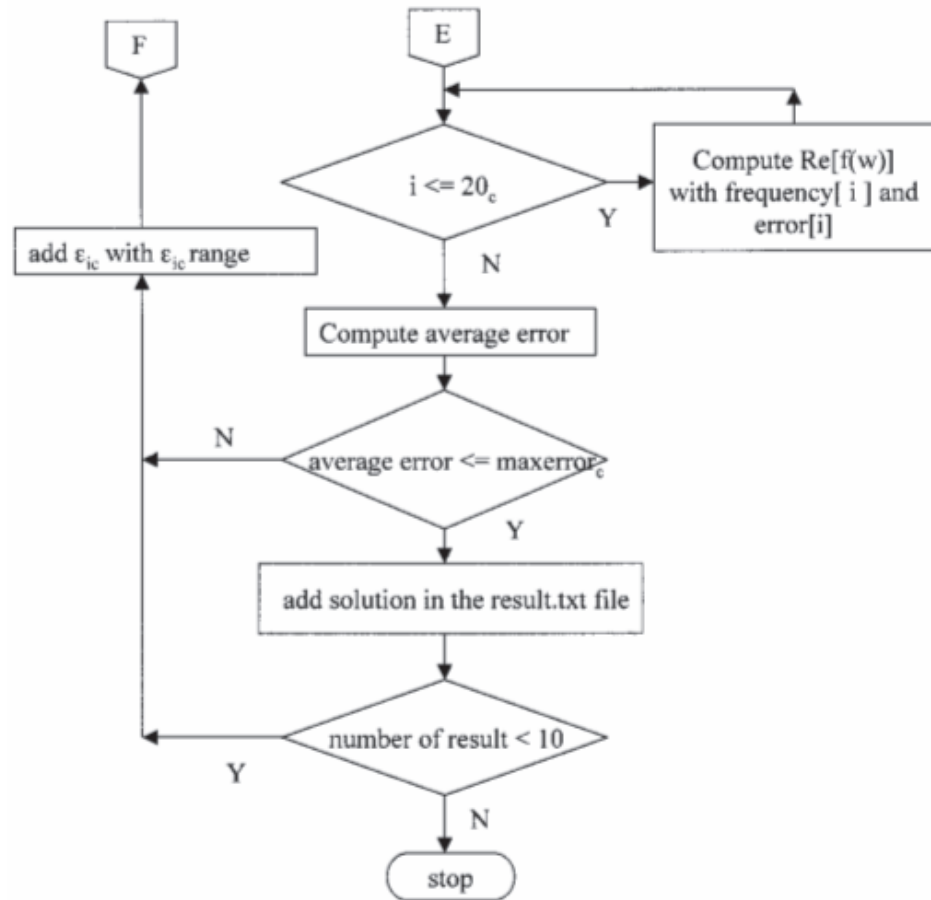 F
E
i <= 20c
Y
Compute Re[f(w)]
with frequency[ i ] and
error[i]
N
add εic with εic range
Compute average error
N
average error <= maxerrorc
Y
add solution in the result.txt file
number of result < 10
Y
N
stop